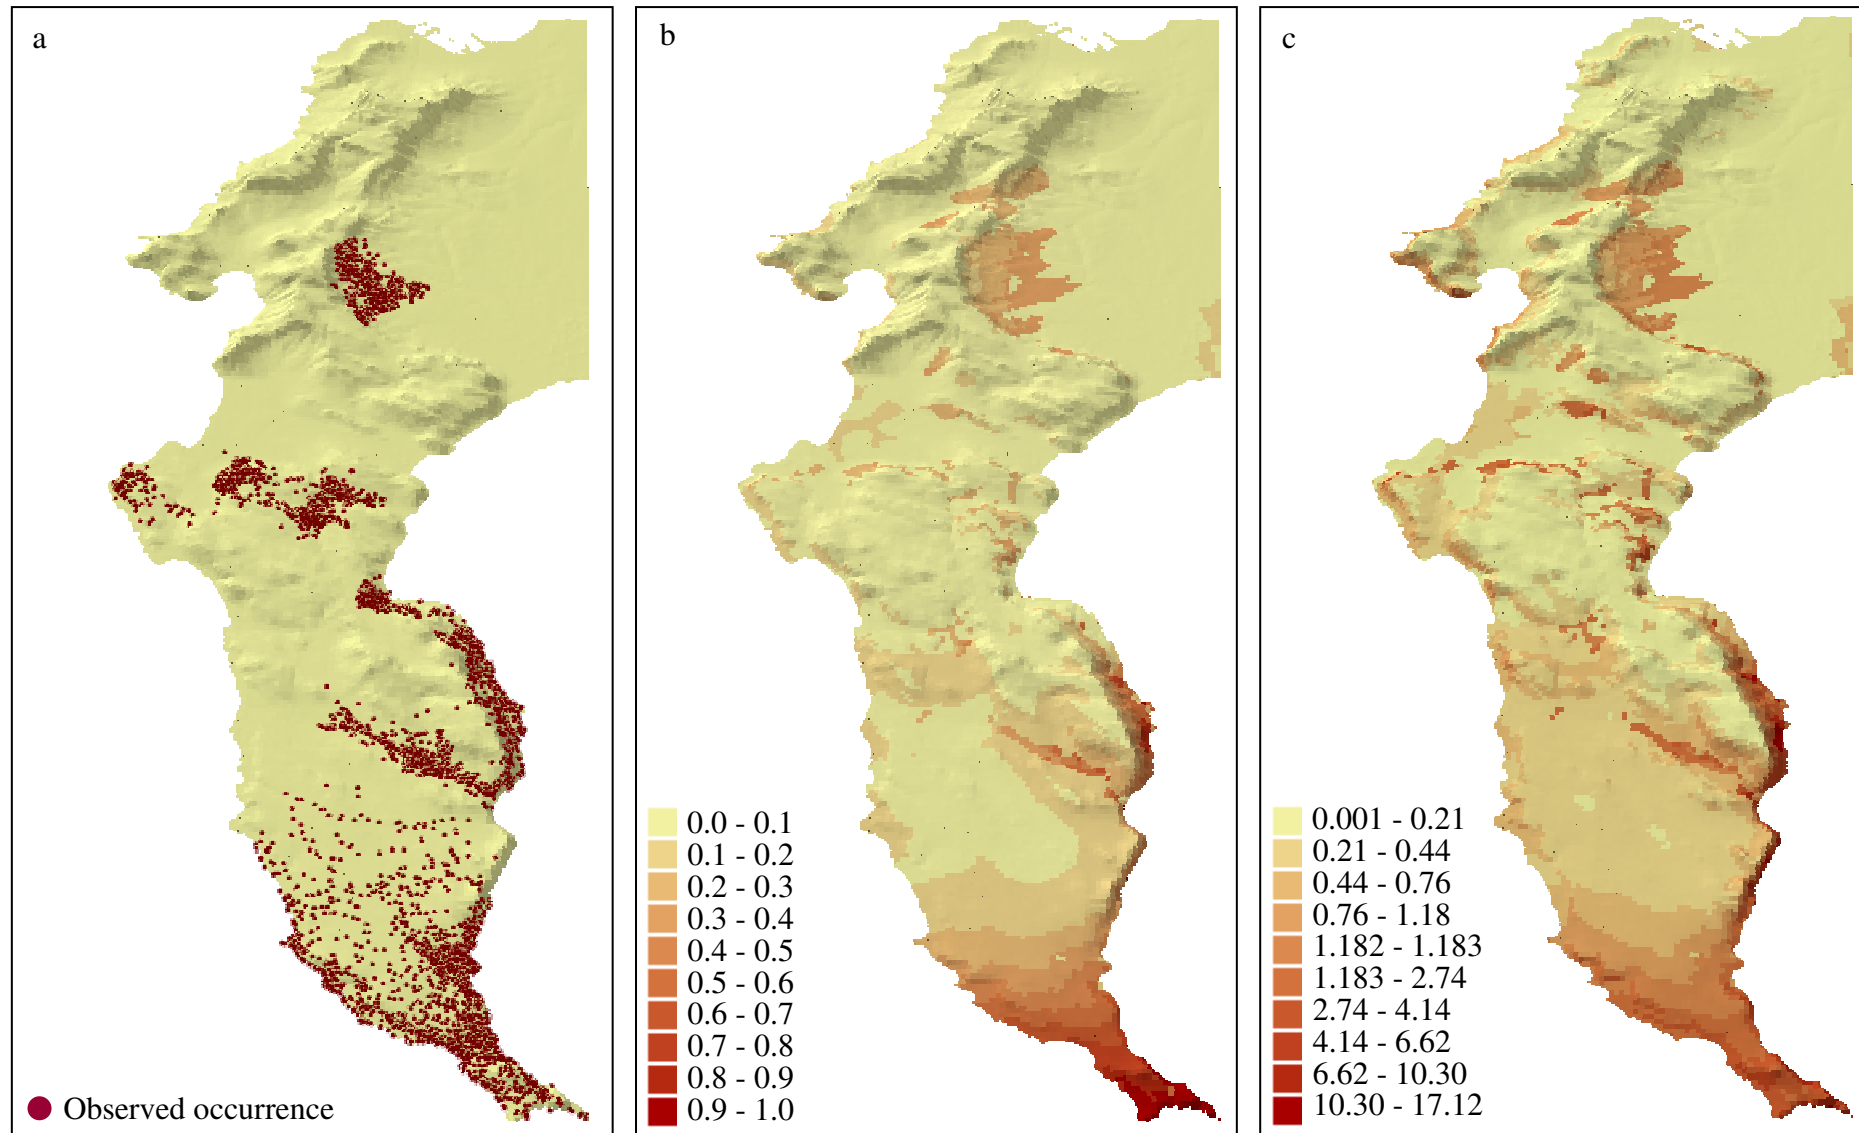 a
Observed occurrence
b
0.0 - 0.1
0.1 - 0.2
0.2 - 0.3
0.3 - 0.4
0.4 - 0.5
0.5 - 0.6
0.6 - 0.7
0.7 - 0.8
0.8 - 0.9
0.9 - 1.0
c
0.001 - 0.21
0.21 - 0.44
0.44 - 0.76
0.76 - 1.18
1.182 - 1.183
1.183 - 2.74
2.74 - 4.14
4.14 - 6.62
6.62 - 10.30
10.30 - 17.12